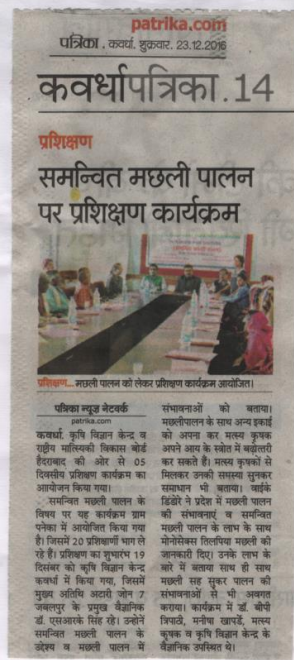 patrika.com
पत्रिका . कवर्धा, शुक्रवार, 23.12.2016
कवर्धापत्रिका.14
प्रशिक्षण
समन्वित मछली पालन
पर प्रशिक्षण कार्यक्रम
प्रशिक्षण... मछली पालन को लेकर प्रशिक्षण कार्यक्रम आयोजित।
पत्रिका न्यूज नेटवर्क
patrika.com
कवर्धा. कृषि विज्ञान केन्द्र व
राष्ट्रीय मात्स्यिकी विकास बोर्ड
हैदराबाद की ओर से 05
दिवसीय प्रशिक्षण कार्यक्रम का
आयोजन किया गया।
समन्वित मछली पालन के
विषय पर यह कार्यक्रम ग्राम
पनेका में आयोजित किया गया
है। जिसमें 20 प्रशिक्षार्थी भाग ले
रहे हैं। प्रशिक्षण का शुभारंभ 19
दिसंबर को कृषि विज्ञान केन्द्र
कवर्धा में किया गया, जिसमें
मुख्य अतिथि अटारी जोन 7
जबलपुर के प्रमुख वैज्ञानिक
डॉ. एसआरके सिंह रहे। उन्होंने
समन्वित मछली पालन के
उद्देश्य व मछली पालन में
संभावनाओं को बताया।
मछलीपालन के साथ अन्य इकाई
को अपना कर मत्स्य कृषक
अपने आय के स्त्रोत में बढ़ोत्तरी
कर सकते हैं। मत्स्य कृषकों से
मिलकर उनकी समस्या सुनकर
समाधान भी बताया। वाईके
डिंडोरे ने प्रदेश में मछली पालन
की संभावनाएं व समन्वित
मछली पालन के लाभ के साथ
मोनोसेक्स तिलपिया मछली की
जानकारी दिए। उनके लाभ के
बारे में बताया साथ ही साथ
मछली सह सुकर पालन की
संभावनाओं से भी अवगत
कराया। कार्यक्रम में डॉ. बीपी
त्रिपाठी, मनीषा खापर्डे, मत्स्य
कृषक व कृषि विज्ञान केन्द्र के
वैज्ञानिक उपस्थित थे।